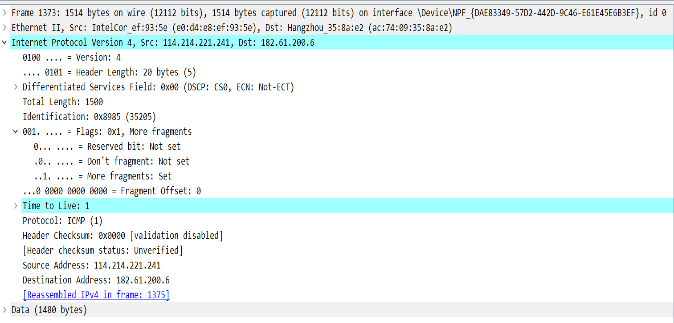 Frame 1373: 1514 bytes on wire (12112 bits), 1514 bytes captured (12112 bits) on interface \Device\NPF_{DAE83349-57D2-442D-9C46-E61E45E6B3EF}, id 0
Ethernet II, Src: IntelCor_ef:93:5e (e0:d4:e8:ef:93:5e), Dst: Hangzhou_35:8a:e2 (ac:74:09:35:8a:e2)
Internet Protocol Version 4, Src: 114.214.221.241, Dst: 182.61.200.6
0100 .... = Version: 4
.... 0101 = Header Length: 20 bytes (5)
Differentiated Services Field: 0x00 (DSCP: CS0, ECN: Not-ECT)
Total Length: 1500
Identification: 0x8985 (35205)
001. .... = Flags: 0x1, More fragments
0... .... = Reserved bit: Not set
.0.. .... = Don't fragment: Not set
..1. .... = More fragments: Set
...0 0000 0000 0000 = Fragment Offset: 0
Time to Live: 1
Protocol: ICMP (1)
Header Checksum: 0x0000 [validation disabled]
[Header checksum status: Unverified]
Source Address: 114.214.221.241
Destination Address: 182.61.200.6
[Reassembled IPv4 in frame: 1375]
Data (1480 bytes)